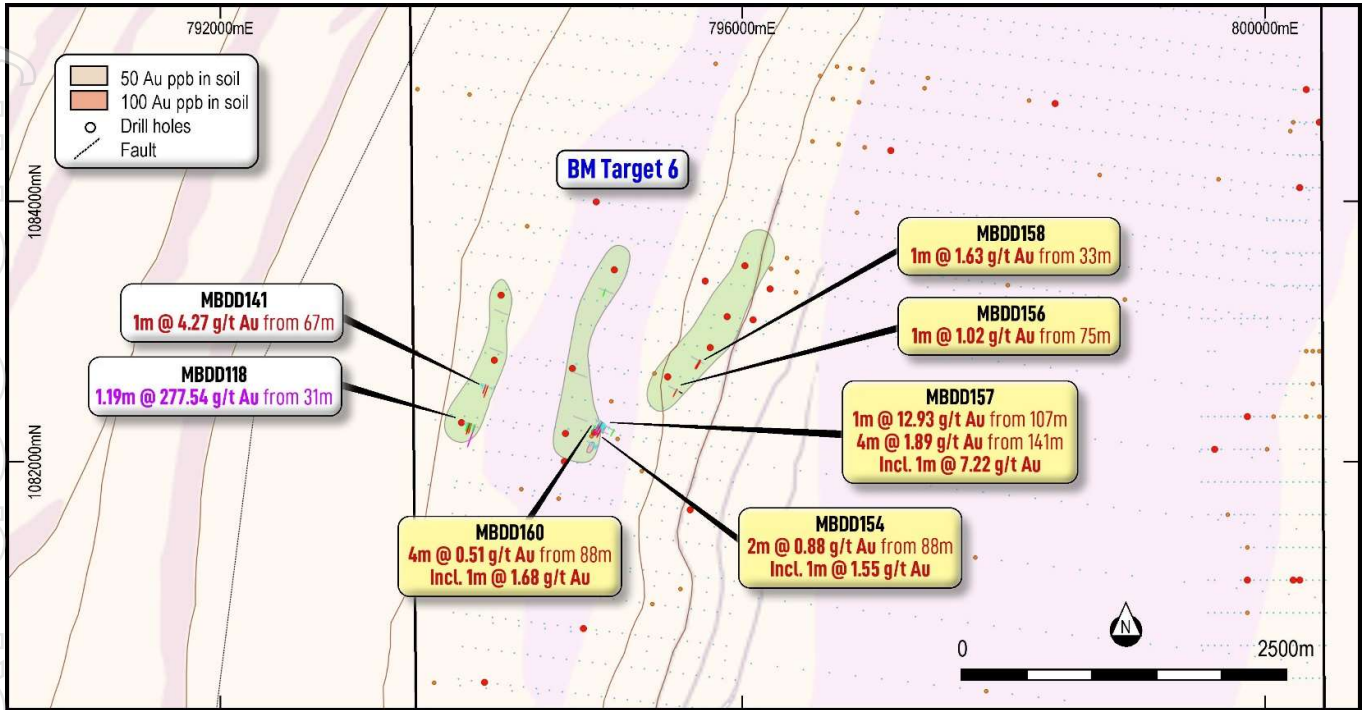 792000mE
796000mE
800000mE
50 Au ppb in soil
100 Au ppb in soil
Drill holes
Fault
BM Target 6
1084000mN
1082000mN
MBDD158
1m @ 1.63 g/t Au from 33m
MBDD141
1m @ 4.27 g/t Au from 67m
MBDD156
1m @ 1.02 g/t Au from 75m
MBDD118
1.19m @ 277.54 g/t Au from 31m
MBDD157
1m @ 12.93 g/t Au from 107m
4m @ 1.89 g/t Au from 141m
Incl. 1m @ 7.22 g/t Au
MBDD160
4m @ 0.51 g/t Au from 88m
Incl. 1m @ 1.68 g/t Au
MBDD154
2m @ 0.88 g/t Au from 88m
Incl. 1m @ 1.55 g/t Au
N
0
2500m